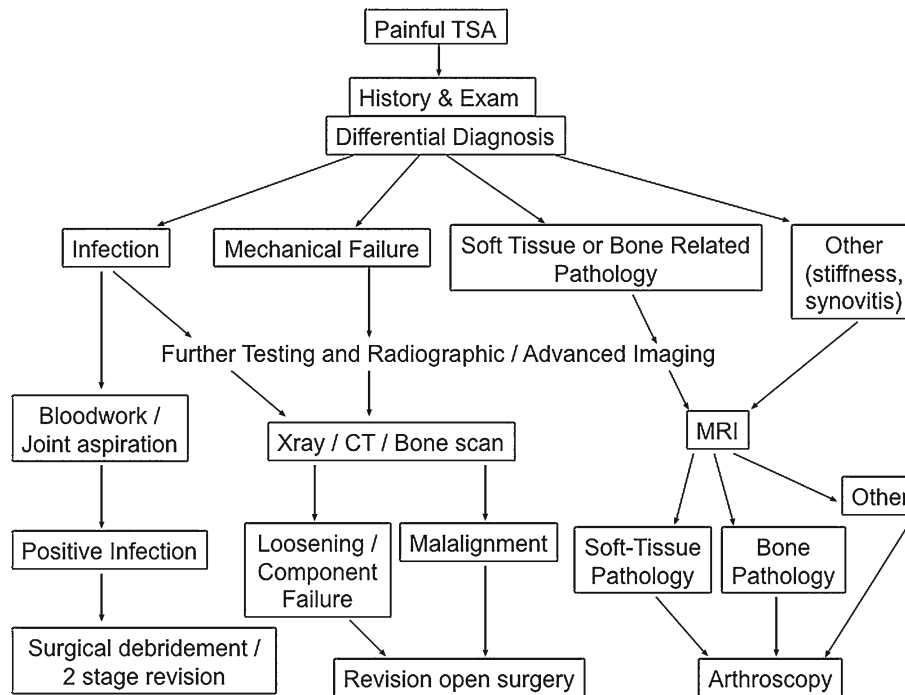 Painful TSA
History & Exam
Differential Diagnosis
Infection
Mechanical Failure
Soft Tissue or Bone Related
Pathology
Other
(stiffness,
synovitis)
Further Testing and Radiographic / Advanced Imaging
Bloodwork /
Joint aspiration
Xray / CT / Bone scan
MRI
Other
Positive Infection
Loosening /
Component
Failure
Malalignment
Soft-Tissue
Pathology
Bone
Pathology
Surgical debridement /
2 stage revision
Revision open surgery
Arthroscopy